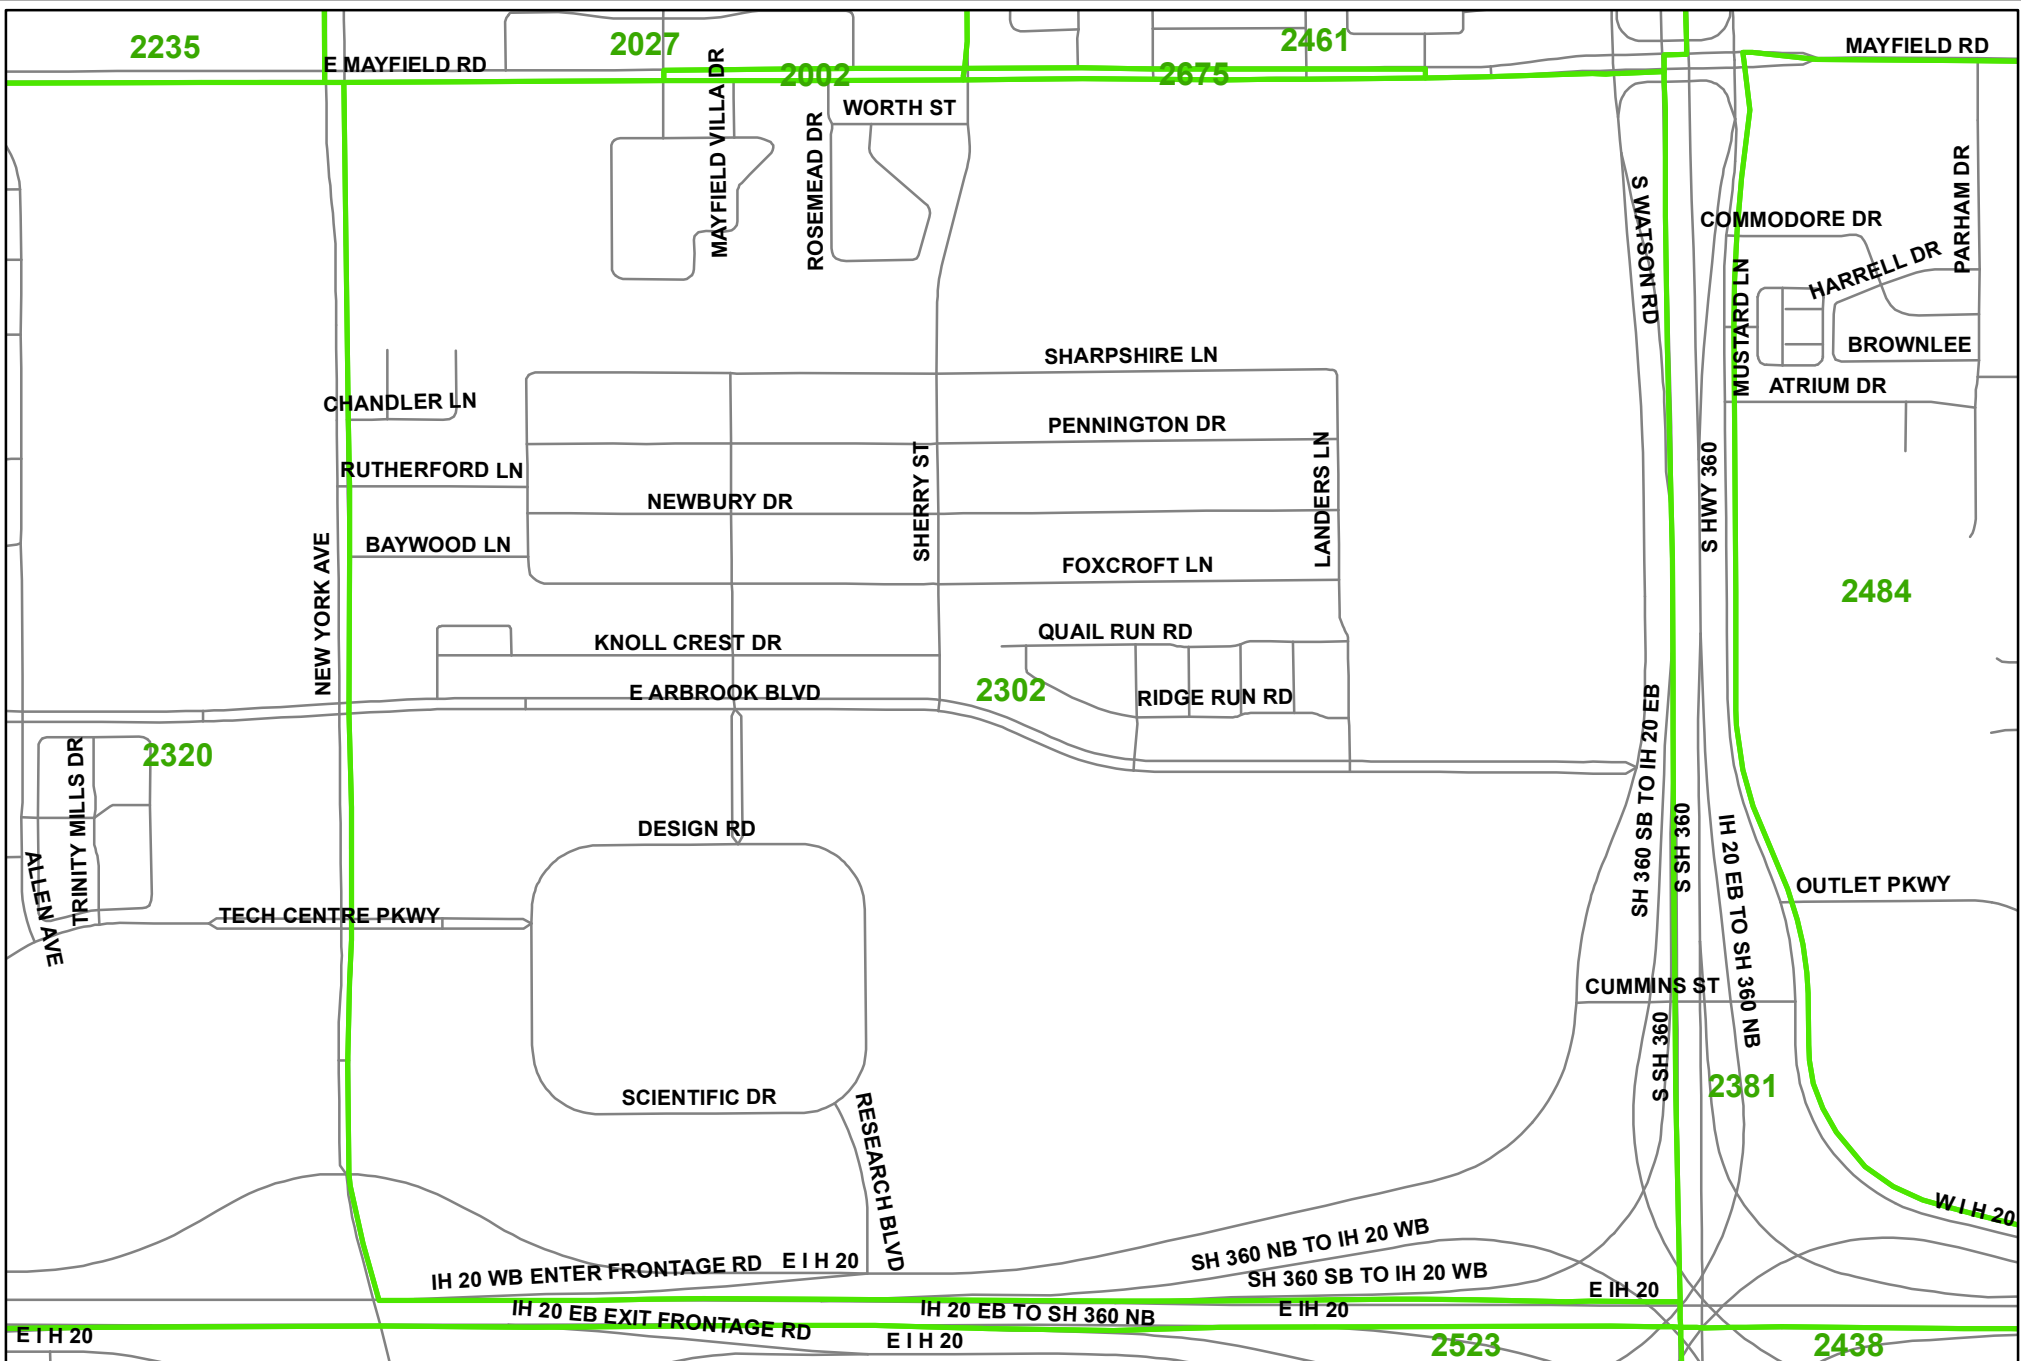 2235
2027
2461
MAYFIELD RD
E MAYFIELD RD
2002
2675
WORTH ST
MAYFIELD VILLA DR
ROSEMEAD DR
S WATSON RD
COMMODORE DR
PARHAM DR
HARRELL DR
MUSTARD LN
BROWNLEE
SHARPSHIRE LN
ATRIUM DR
CHANDLER LN
PENNINGTON DR
RUTHERFORD LN
SHERRY ST
LANDERS LN
S HWY 360
NEWBURY DR
BAYWOOD LN
FOXCROFT LN
NEW YORK AVE
2484
QUAIL RUN RD
KNOLL CREST DR
E ARBROOK BLVD
2302
RIDGE RUN RD
2320
TRINITY MILLS DR
SH 360 SB TO IH 20 EB
S SH 360
IH 20 EB TO SH 360 NB
DESIGN RD
ALLEN AVE
OUTLET PKWY
TECH CENTRE PKWY
CUMMINS ST
S SH 360
2381
SCIENTIFIC DR
RESEARCH BLVD
W I H 20
SH 360 NB TO IH 20 WB
IH 20 WB ENTER FRONTAGE RD
E I H 20
SH 360 SB TO IH 20 WB
E IH 20
IH 20 EB EXIT FRONTAGE RD
IH 20 EB TO SH 360 NB
E IH 20
E I H 20
E I H 20
2523
2438